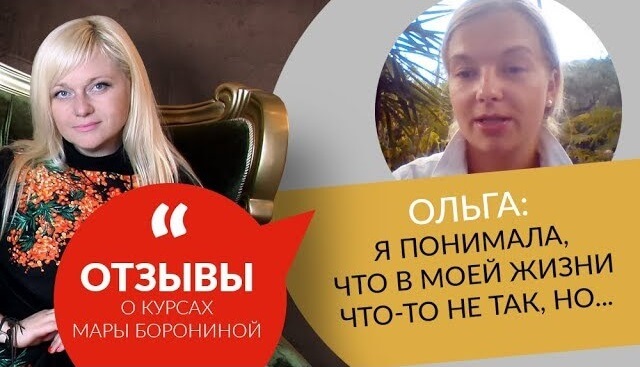 “
ОТЗЫВЫ
О КУРСАХ
МАРЫ БОРОНИНОЙ
ОЛЬГА:
Я ПОНИМАЛА,
ЧТО В МОЕЙ ЖИЗНИ
ЧТО-ТО НЕ ТАК, НО...